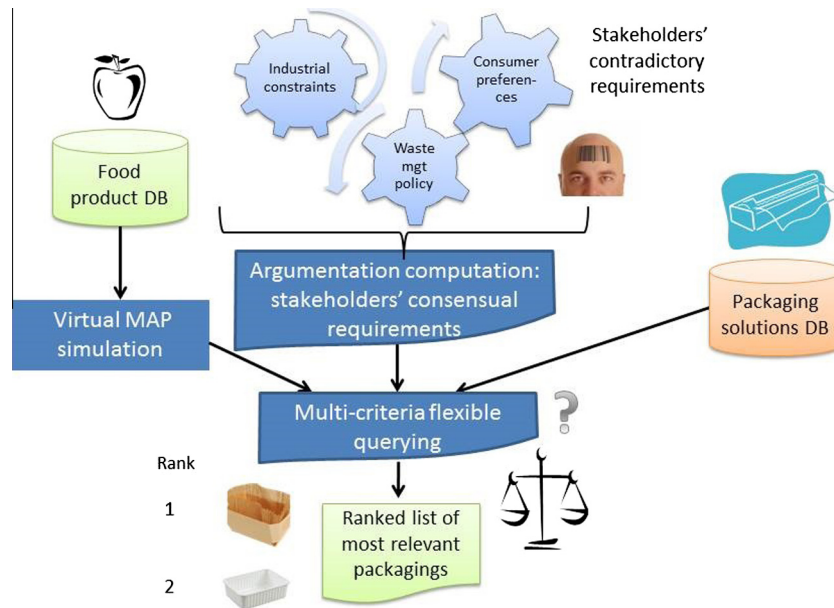 Industrial
constraints
Consumer
preferen-
ces
Waste
mgt
policy
Stakeholders'
contradictory
requirements
Food
product DB
Argumentation computation:
stakeholders' consensual
requirements
Packaging
solutions DB
Virtual MAP
simulation
Multi-criteria flexible
querying
?
Rank
1
2
Ranked list of
most relevant
packagings